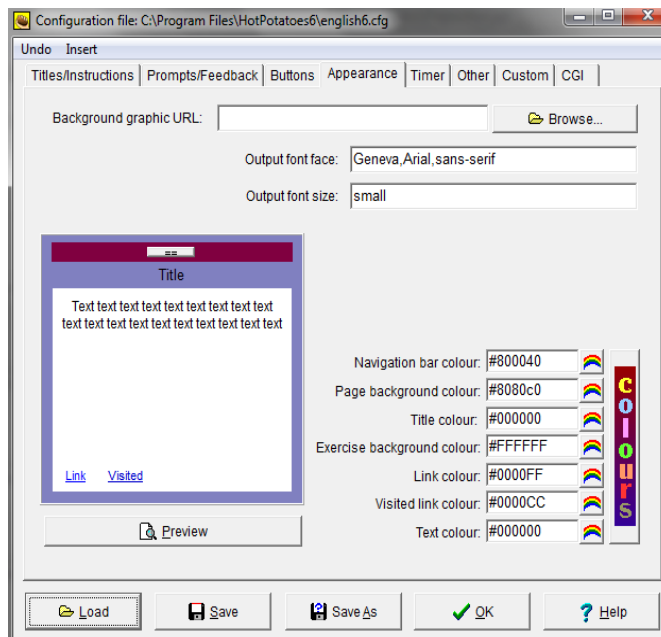 Configuration file: C:\Program Files\HotPotatoes6\english6.cfg
Undo Insert
Titles/Instructions Prompts/Feedback Buttons Appearance Timer Other Custom CGI
Background graphic URL: Browse...
Output font face: Geneva,Arial,sans-serif
Output font size: small
==
Title
Text text text text text text text text text
text text text text text text text text text text
Link Visited
Preview
Navigation bar colour: #800040
Page background colour: #8080c0
Title colour: #000000
Exercise background colour: #FFFFFF
Link colour: #0000FF
Visited link colour: #0000CC
Text colour: #000000
colours
Load Save Save As OK Help